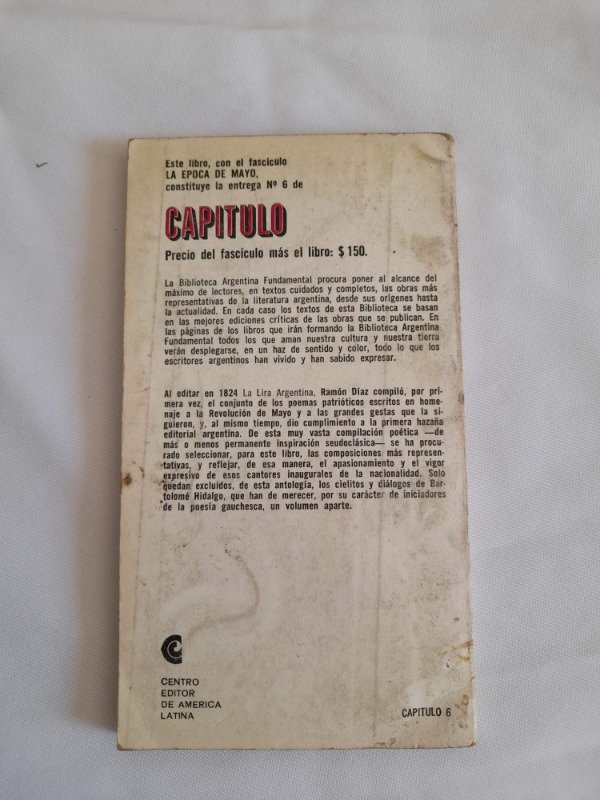 Este libro, con el fascículo
LA EPOCA DE MAYO,
constituye la entrega Nº 6 de
CAPITULO
Precio del fascículo más el libro: $ 150.
La Biblioteca Argentina Fundamental procura poner al alcance del
máximo de lectores, en textos cuidados y completos, las obras más
representativas de la literatura argentina, desde sus orígenes hasta
la actualidad. En cada caso los textos de esta Biblioteca se basan
en las mejores ediciones críticas de las obras que se publican. En
las páginas de los libros que irán formando la Biblioteca Argentina
Fundamental todos los que aman nuestra cultura y nuestra tierra
verán desplegarse, en un haz de sentido y color, todo lo que los
escritores argentinos han vivido y han sabido expresar.
Al editar en 1824 La Lira Argentina, Ramón Díaz compiló, por pri-
mera vez, el conjunto de los poemas patrióticos escritos en home-
naje a la Revolución de Mayo y a las grandes gestas que la si-
guieron, y, al mismo tiempo, dio cumplimiento a la primera hazaña
editorial argentina. De esta muy vasta compilación poética —de
más o menos permanente inspiración seudoclásica— se ha procu-
rado seleccionar, para este libro, las composiciones más represen-
tativas, y reflejar, de esa manera, el apasionamiento y el vigor
expresivo de esos cantores inaugurales de la nacionalidad. Solo
quedan excluidos, de esta antología, los cielitos y diálogos de Bar-
tolomé Hidalgo, que han de merecer, por su carácter de iniciadores
de la poesía gauchesca, un volumen aparte.
CENTRO
EDITOR
DE AMERICA
LATINA
CAPITULO 6